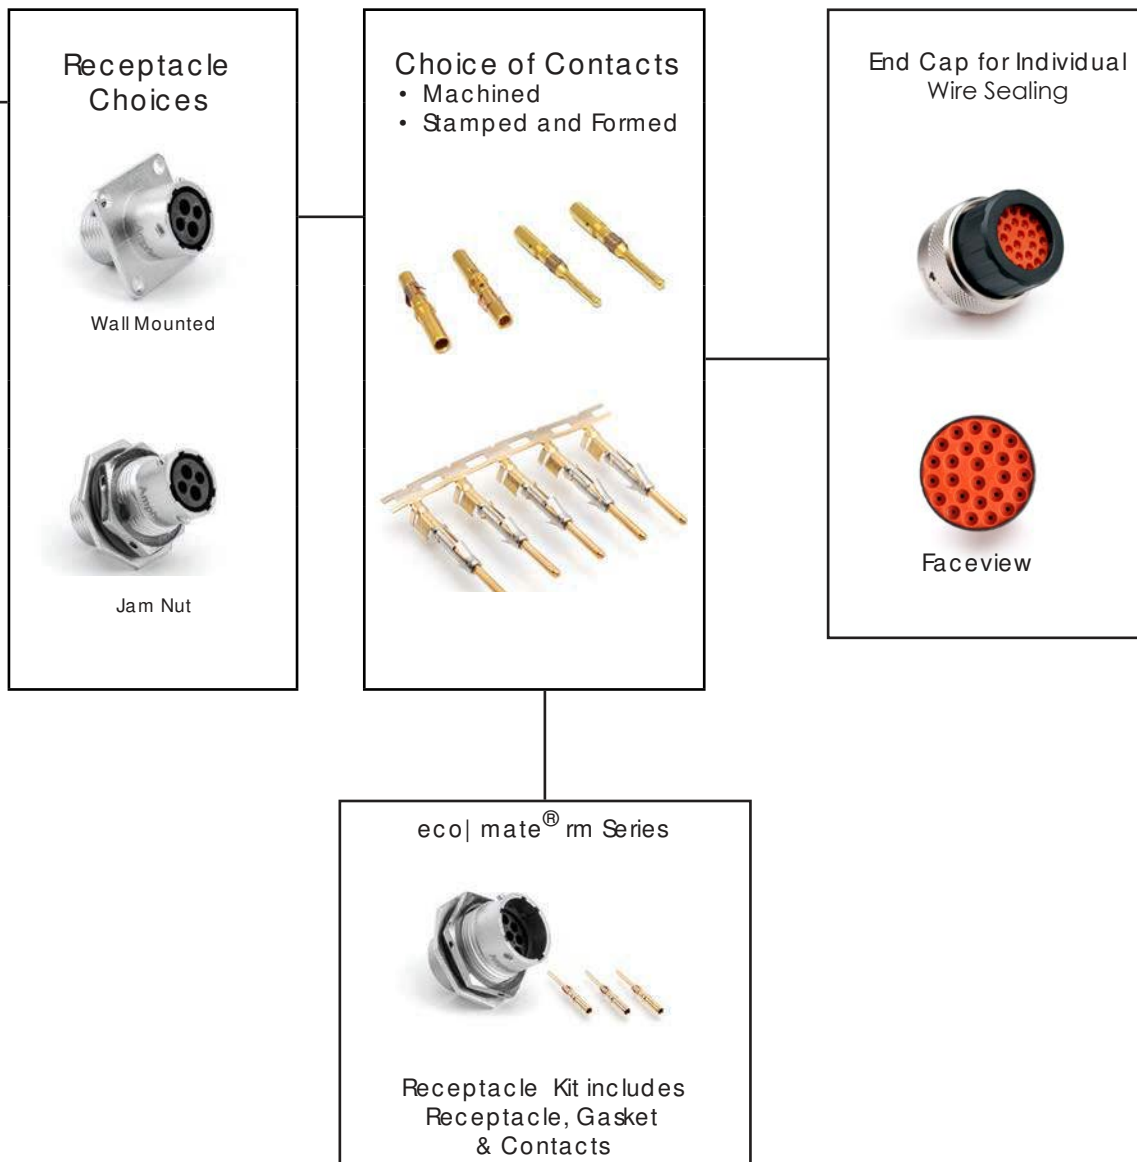 Receptacle
Choices
Wall Mounted
Jam Nut
Choice of Contacts
• Machined
• Stamped and Formed
End Cap for Individual
Wire Sealing
Faceview
eco|mate® rm Series
Receptacle Kit includes
Receptacle, Gasket
& Contacts